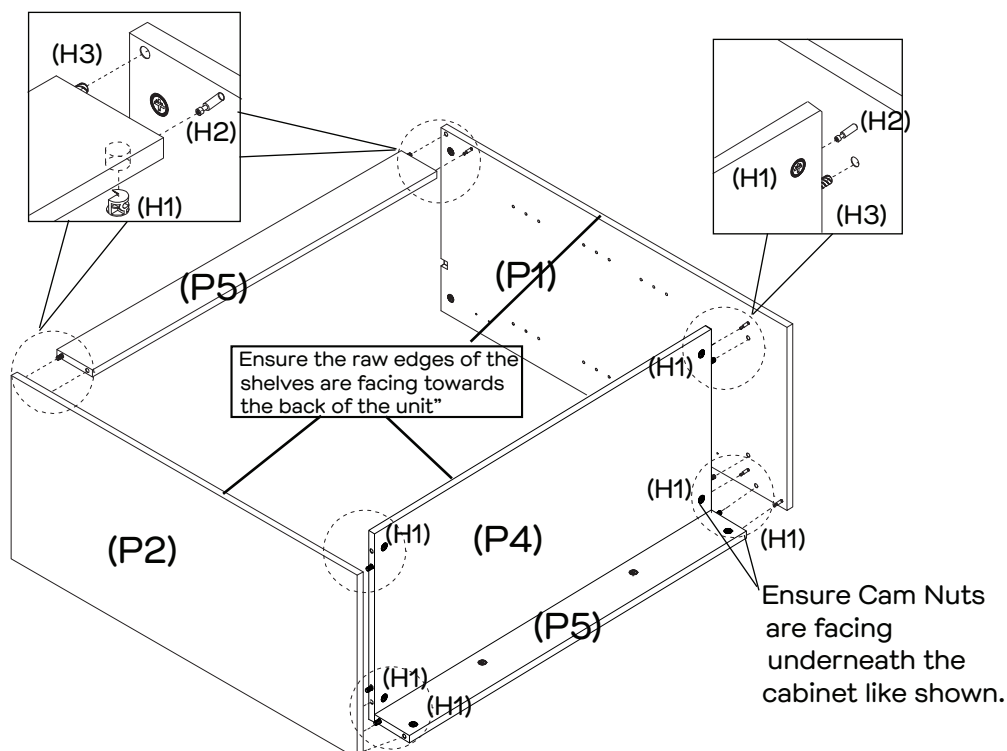 (H3)
(H2)
(H1)
(H2)
(H1)
(H3)
(P5)
(P1)
Ensure the raw edges of the
shelves are facing towards
the back of the unit”
(H1)
(H1)
(H1)
(H1)
(P2)
(P4)
(P5)
(H1)
(H1)
Ensure Cam Nuts
are facing
underneath the
cabinet like shown.